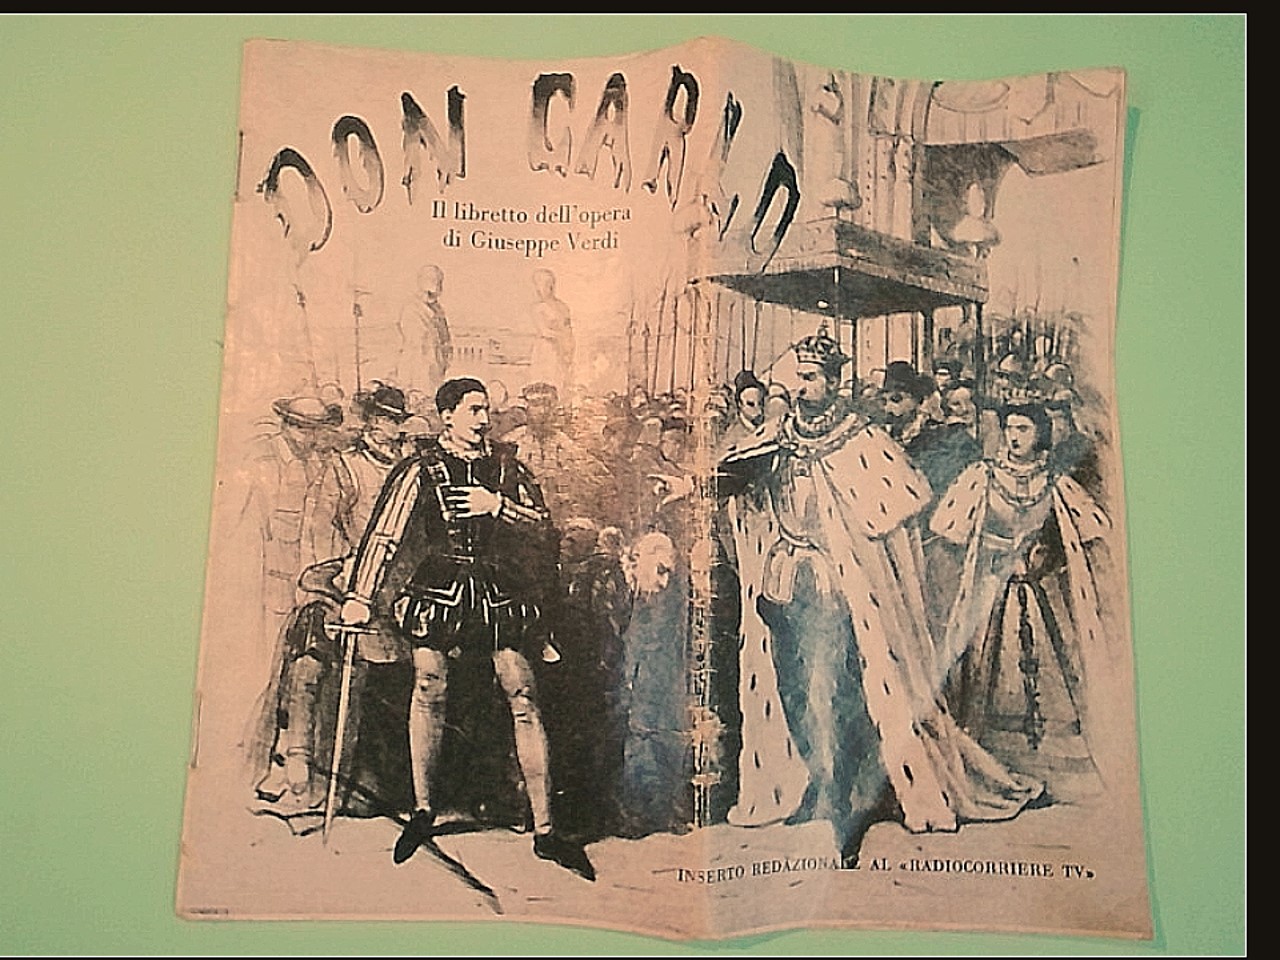 DON CARLO
Il libretto dell'opera
di Giuseppe Verdi
INSERTO REDAZIONALE AL «RADIOCORRIERE TV»